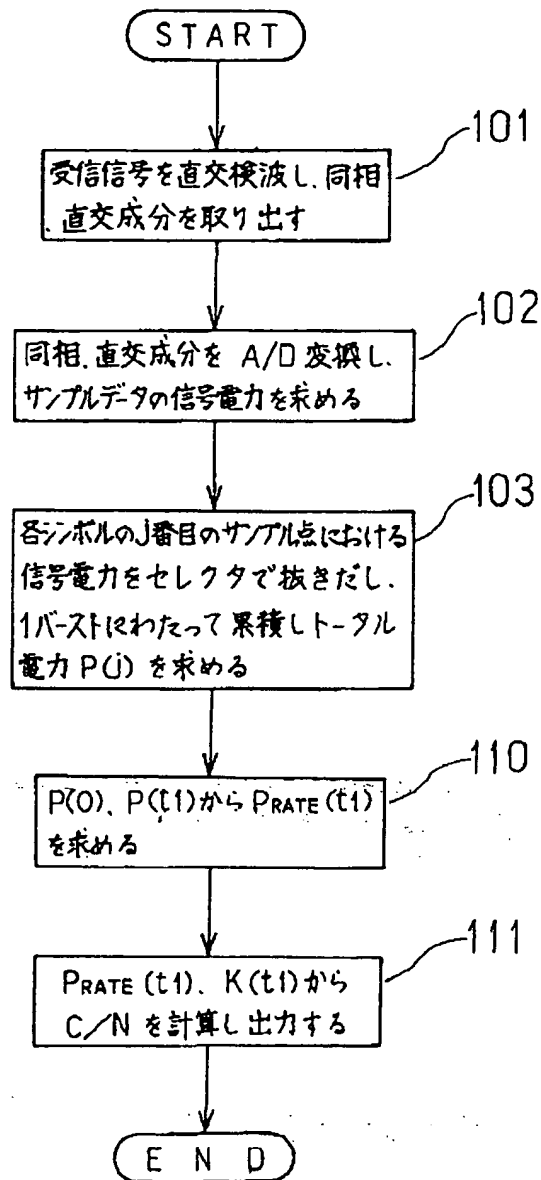 START
101
受信信号を直交検波し、同相
、直交成分を取り出す
102
同相、直交成分を A/D 変換し、
サンプルデータの信号電力を求める
103
各シンボルのj番目のサンプル点における
信号電力をセレクタで抜きだし、
1バーストにわたって累積しトータル
電力 P(j) を求める
110
P(0)、P(t1)から PRATE(t1)
を求める
111
PRATE(t1)、K(t1)から
C/N を計算し出力する
END